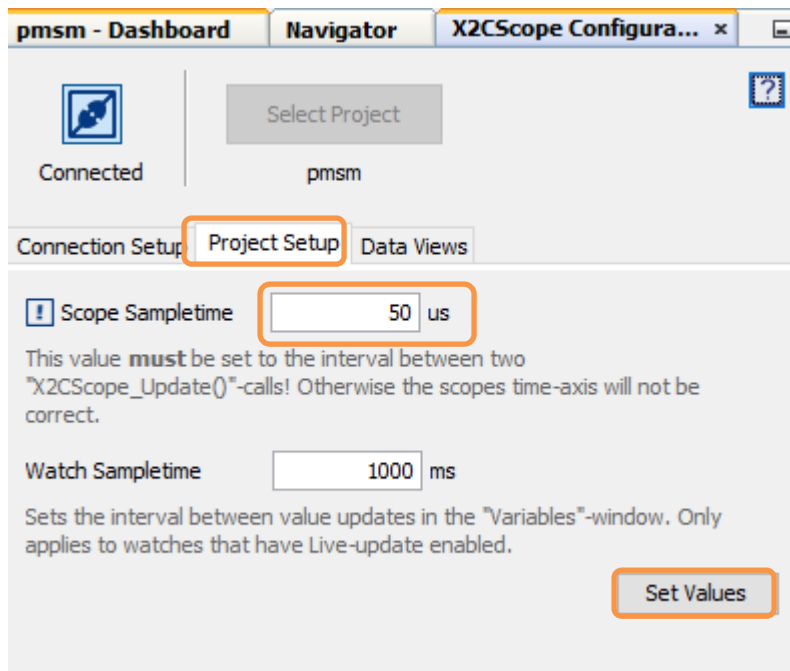 pmsm - Dashboard Navigator X2CScope Configura... ×
?
Select Project
Connected pmsm
Connection Setup Project Setup Data Views
! Scope Sampletime 50 us
This value must be set to the interval between two
"X2CScope_Update()"-calls! Otherwise the scopes time-axis will not be
correct.
Watch Sampletime 1000 ms
Sets the interval between value updates in the "Variables"-window. Only
applies to watches that have Live-update enabled.
Set Values